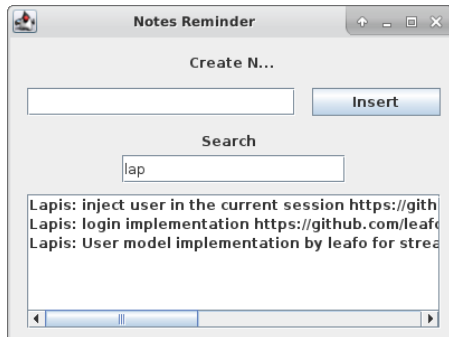 Notes Reminder
Create N...
Insert
Search
lap
Lapis: inject user in the current session https://gith
Lapis: login implementation https://github.com/leafo
Lapis: User model implementation by leafo for strea